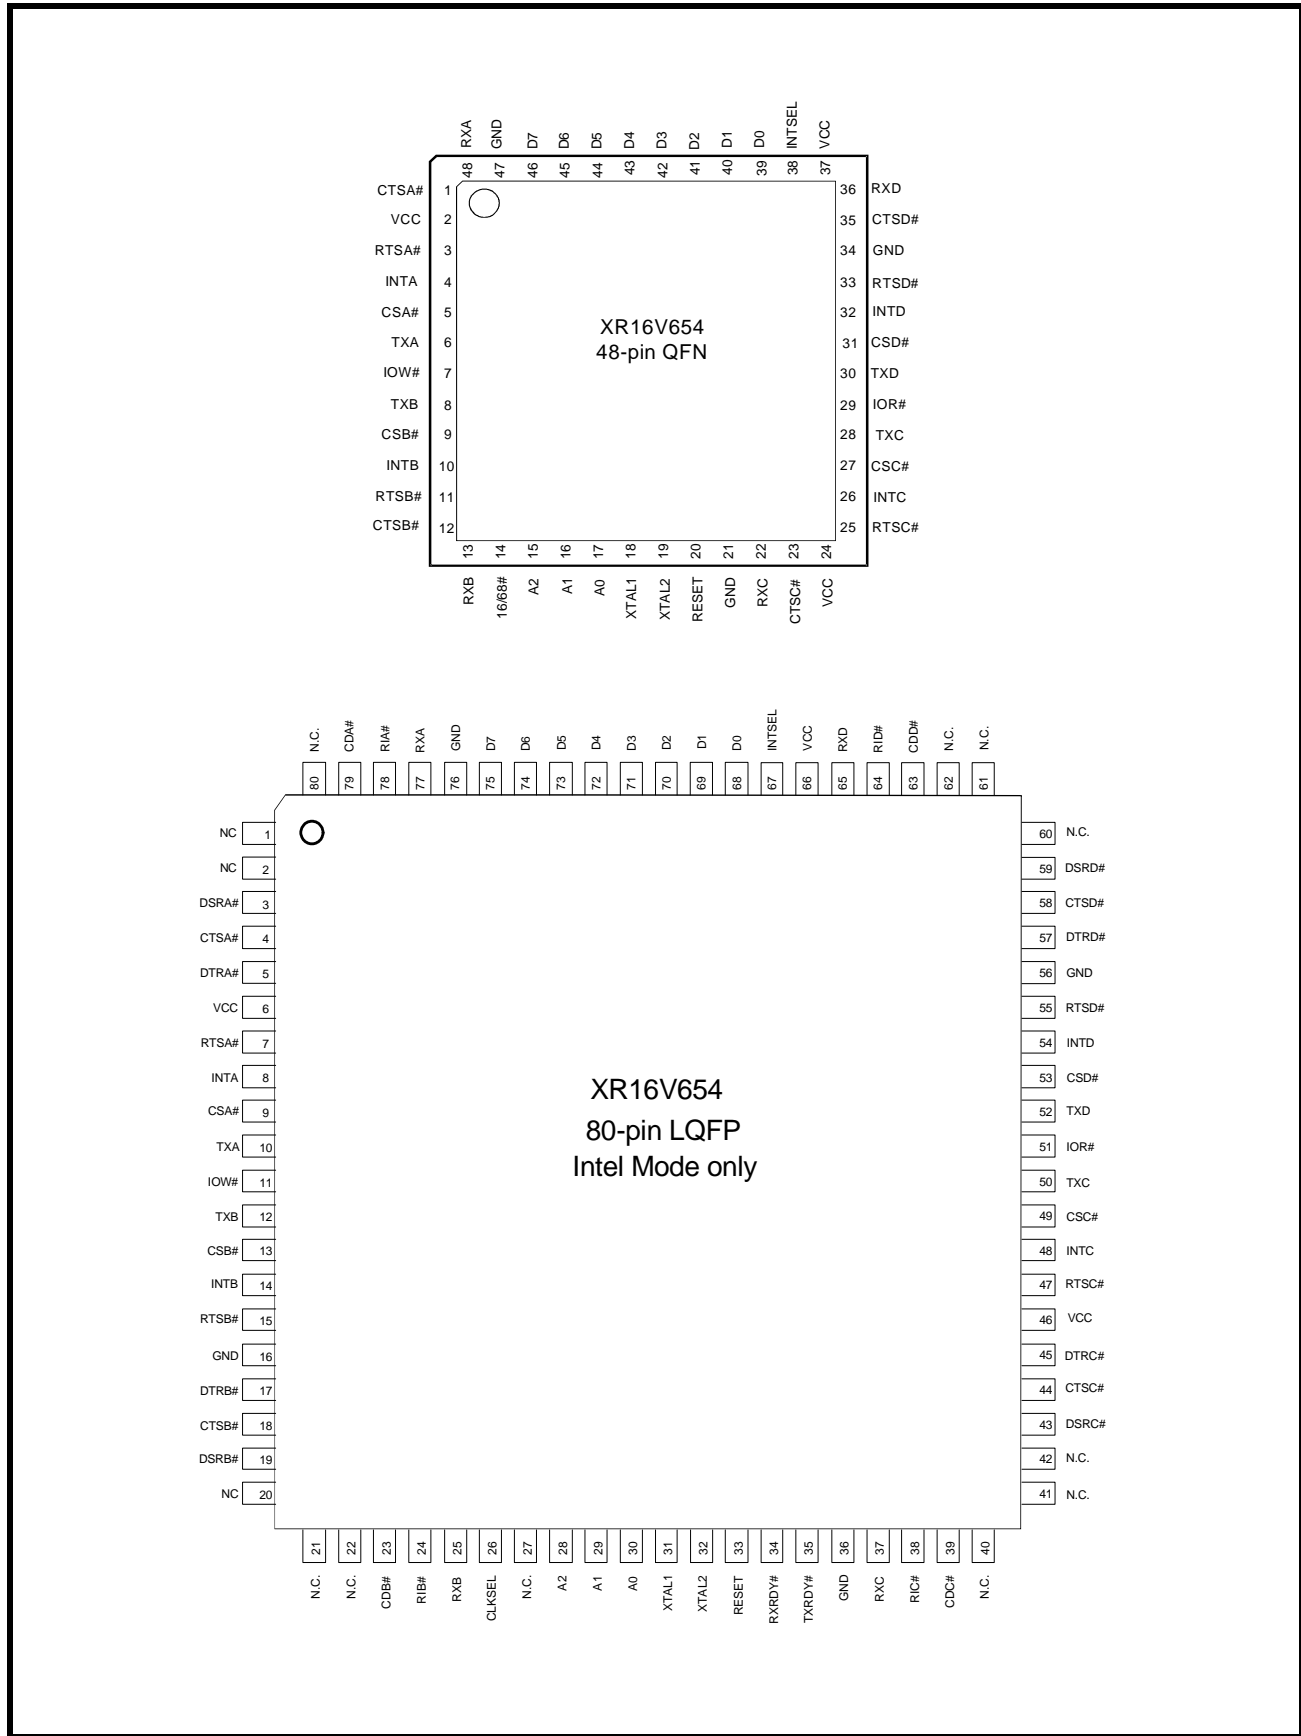 RXA GND D7 D6 D5 D4 D3 D2 D1 D0 INTSEL VCC
48 47 46 45 44 43 42 41 40 39 38 37
CTSA# 1 36 RXD
VCC 2 35 CTSD#
RTSA# 3 34 GND
INTA 4 33 RTSD#
CSA# 5 32 INTD
TXA 6 31 CSD#
IOW# 7 30 TXD
TXB 8 29 IOR#
CSB# 9 28 TXC
INTB 10 27 CSC#
RTSB# 11 26 INTC
CTSB# 12 25 RTSC#
XR16V654
48-pin QFN
13 14 15 16 17 18 19 20 21 22 23 24
RXB 16/68# A2 A1 A0 XTAL1 XTAL2 RESET GND RXC CTSC# VCC
N.C. CDA# RIA# RXA GND D7 D6 D5 D4 D3 D2 D1 D0 INTSEL VCC RXD RID# CDD# N.C. N.C.
80 79 78 77 76 75 74 73 72 71 70 69 68 67 66 65 64 63 62 61
NC 1 60 N.C.
NC 2 59 DSRD#
DSRA# 3 58 CTSD#
CTSA# 4 57 DTRD#
DTRA# 5 56 GND
VCC 6 55 RTSD#
RTSA# 7 54 INTD
INTA 8 53 CSD#
CSA# 9 52 TXD
TXA 10 51 IOR#
IOW# 11 50 TXC
TXB 12 49 CSC#
CSB# 13 48 INTC
INTB 14 47 RTSC#
RTSB# 15 46 VCC
GND 16 45 DTRC#
DTRB# 17 44 CTSC#
CTSB# 18 43 DSRC#
DSRB# 19 42 N.C.
NC 20 41 N.C.
XR16V654
80-pin LQFP
Intel Mode only
21 22 23 24 25 26 27 28 29 30 31 32 33 34 35 36 37 38 39 40
N.C. N.C. CDB# RIB# RXB CLKSEL N.C. A2 A1 A0 XTAL1 XTAL2 RESET RXRDY# TXRDY# GND RXC RIC# CDC# N.C.